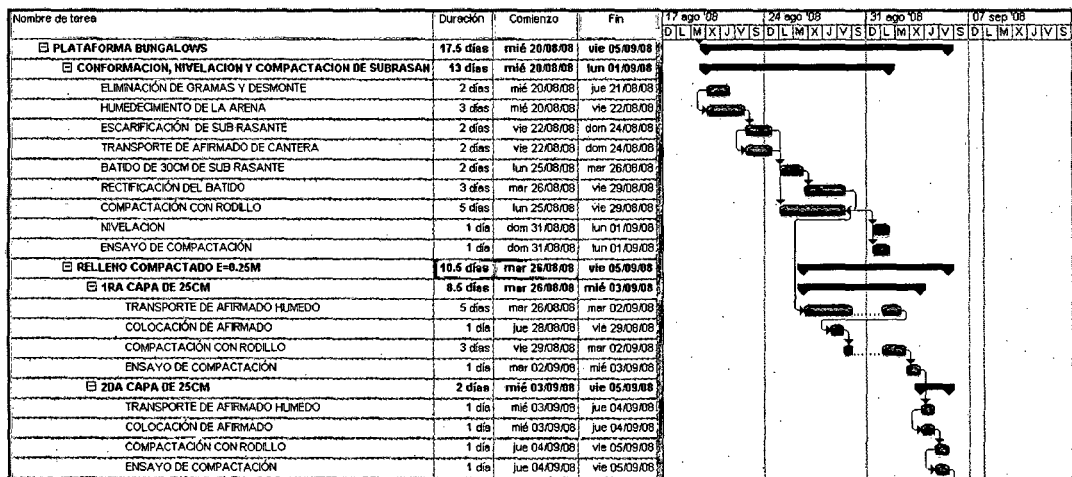 Nombre de tarea Duración Comienzo Fin 17 ago '08 24 ago '08 31 ago '08 07 sep '08
D L M X J V S D L M X J V S D L M X J V S D L M X J V S
PLATAFORMA BUNGALOWS 17.5 días mié 20/08/08 vie 05/09/08
CONFORMACION, NIVELACION Y COMPACTACION DE SUBRASAN 13 días mié 20/08/08 lun 01/09/08
ELIMINACIÓN DE GRAMAS Y DESMONTE 2 días mié 20/08/08 jue 21/08/08
HUMEDECIMIENTO DE LA ARENA 3 días mié 20/08/08 vie 22/08/08
ESCARIFICACIÓN DE SUB RASANTE 2 días vie 22/08/08 dom 24/08/08
TRANSPORTE DE AFIRMADO DE CANTERA 2 días vie 22/08/08 dom 24/08/08
BATIDO DE 30CM DE SUB RASANTE 2 días lun 25/08/08 mar 26/08/08
RECTIFICACIÓN DEL BATIDO 3 días mar 26/08/08 vie 29/08/08
COMPACTACIÓN CON RODILLO 5 días lun 25/08/08 vie 29/08/08
NIVELACION 1 día dom 31/08/08 lun 01/09/08
ENSAYO DE COMPACTACIÓN 1 día dom 31/08/08 lun 01/09/08
RELLENO COMPACTADO E=0.25M 10.5 días mar 26/08/08 vie 05/09/08
1RA CAPA DE 25CM 8.5 días mar 26/08/08 mié 03/09/08
TRANSPORTE DE AFIRMADO HUMEDO 5 días mar 26/08/08 mar 02/09/08
COLOCACIÓN DE AFIRMADO 1 día jue 28/08/08 vie 29/08/08
COMPACTACIÓN CON RODILLO 3 días vie 29/08/08 mar 02/09/08
ENSAYO DE COMPACTACIÓN 1 día mar 02/09/08 mié 03/09/08
2DA CAPA DE 25CM 2 días mié 03/09/08 vie 05/09/08
TRANSPORTE DE AFIRMADO HUMEDO 1 día mié 03/09/08 jue 04/09/08
COLOCACIÓN DE AFIRMADO 1 día mié 03/09/08 jue 04/09/08
COMPACTACIÓN CON RODILLO 1 día jue 04/09/08 vie 05/09/08
ENSAYO DE COMPACTACIÓN 1 día jue 04/09/08 vie 05/09/08